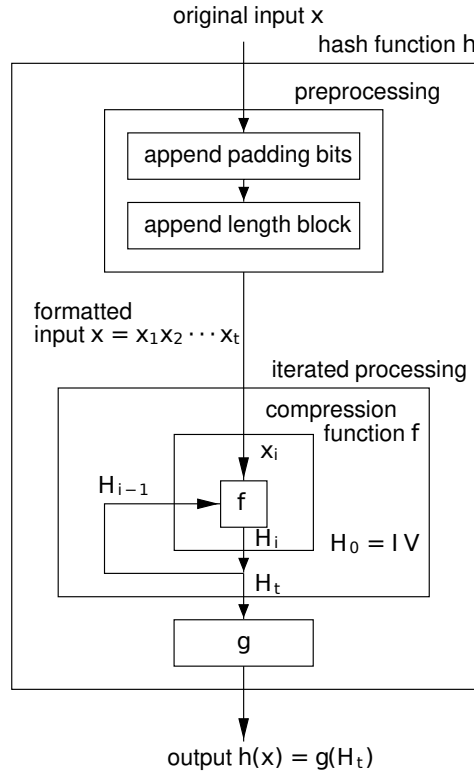 original input x
hash function h
preprocessing
append padding bits
append length block
formatted
input x = x₁x₂ ··· xₜ
iterated processing
compression
function f
xᵢ
Hᵢ₋₁
f
Hᵢ
H₀ = I V
Hₜ
g
output h(x) = g(Hₜ)